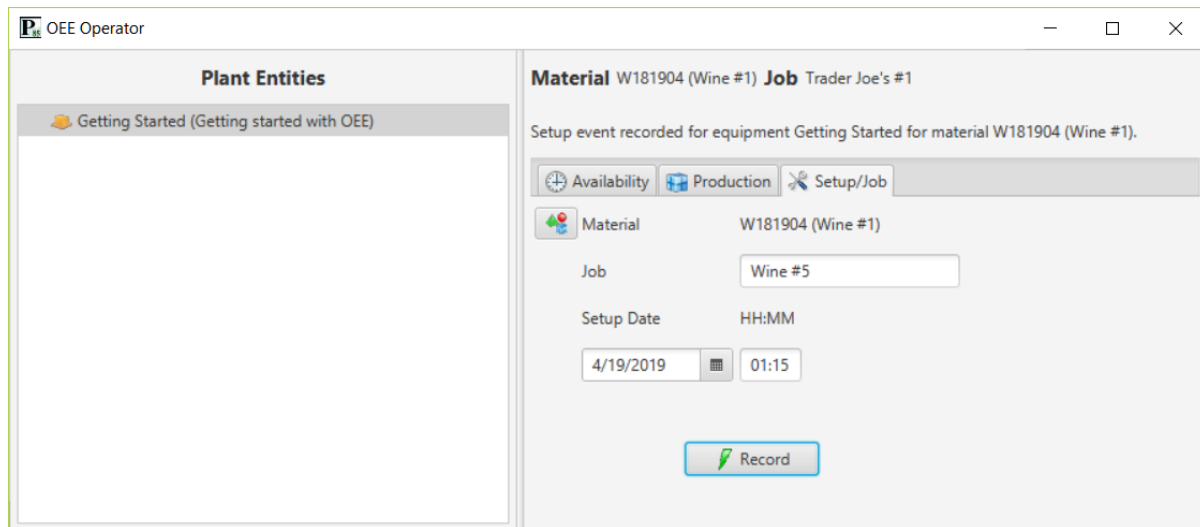 OEE Operator
Plant Entities
Getting Started (Getting started with OEE)
Material W181904 (Wine #1) Job Trader Joe's #1
Setup event recorded for equipment Getting Started for material W181904 (Wine #1).
Availability Production Setup/Job
Material W181904 (Wine #1)
Job Wine #5
Setup Date HH:MM
4/19/2019 01:15
Record